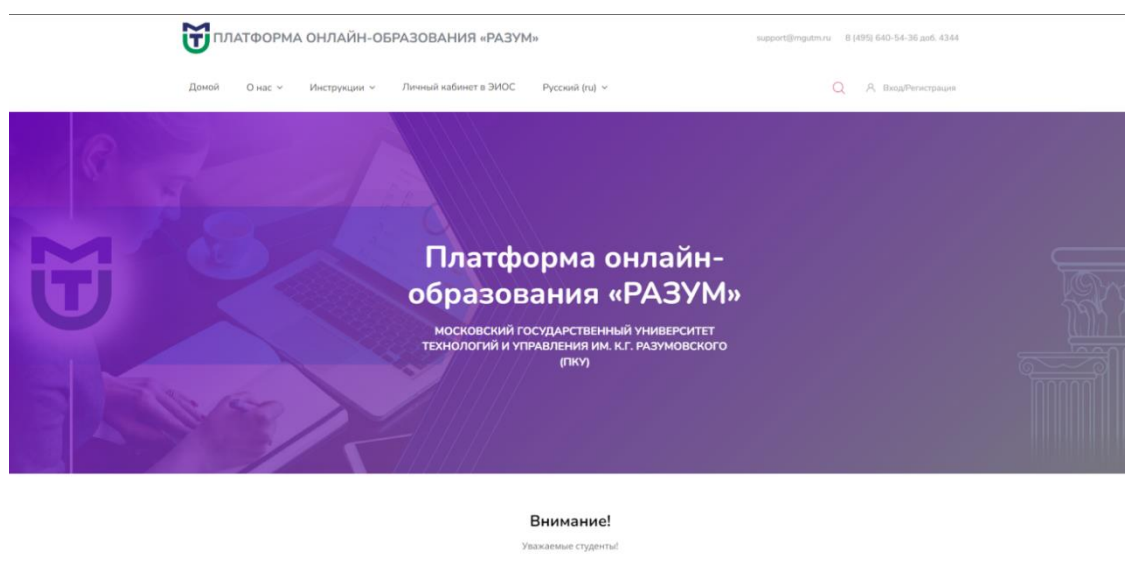 ПЛАТФОРМА ОНЛАЙН-ОБРАЗОВАНИЯ «РАЗУМ»
support@mgutm.ru 8 (495) 640-54-36 доб. 4344
Домой О нас Инструкции Личный кабинет в ЭИОС Русский (ru) Вход/Регистрация
Платформа онлайн-
образования «РАЗУМ»
МОСКОВСКИЙ ГОСУДАРСТВЕННЫЙ УНИВЕРСИТЕТ
ТЕХНОЛОГИЙ И УПРАВЛЕНИЯ ИМ. К.Г. РАЗУМОВСКОГО
(ПКУ)
Внимание!
Уважаемые студенты!